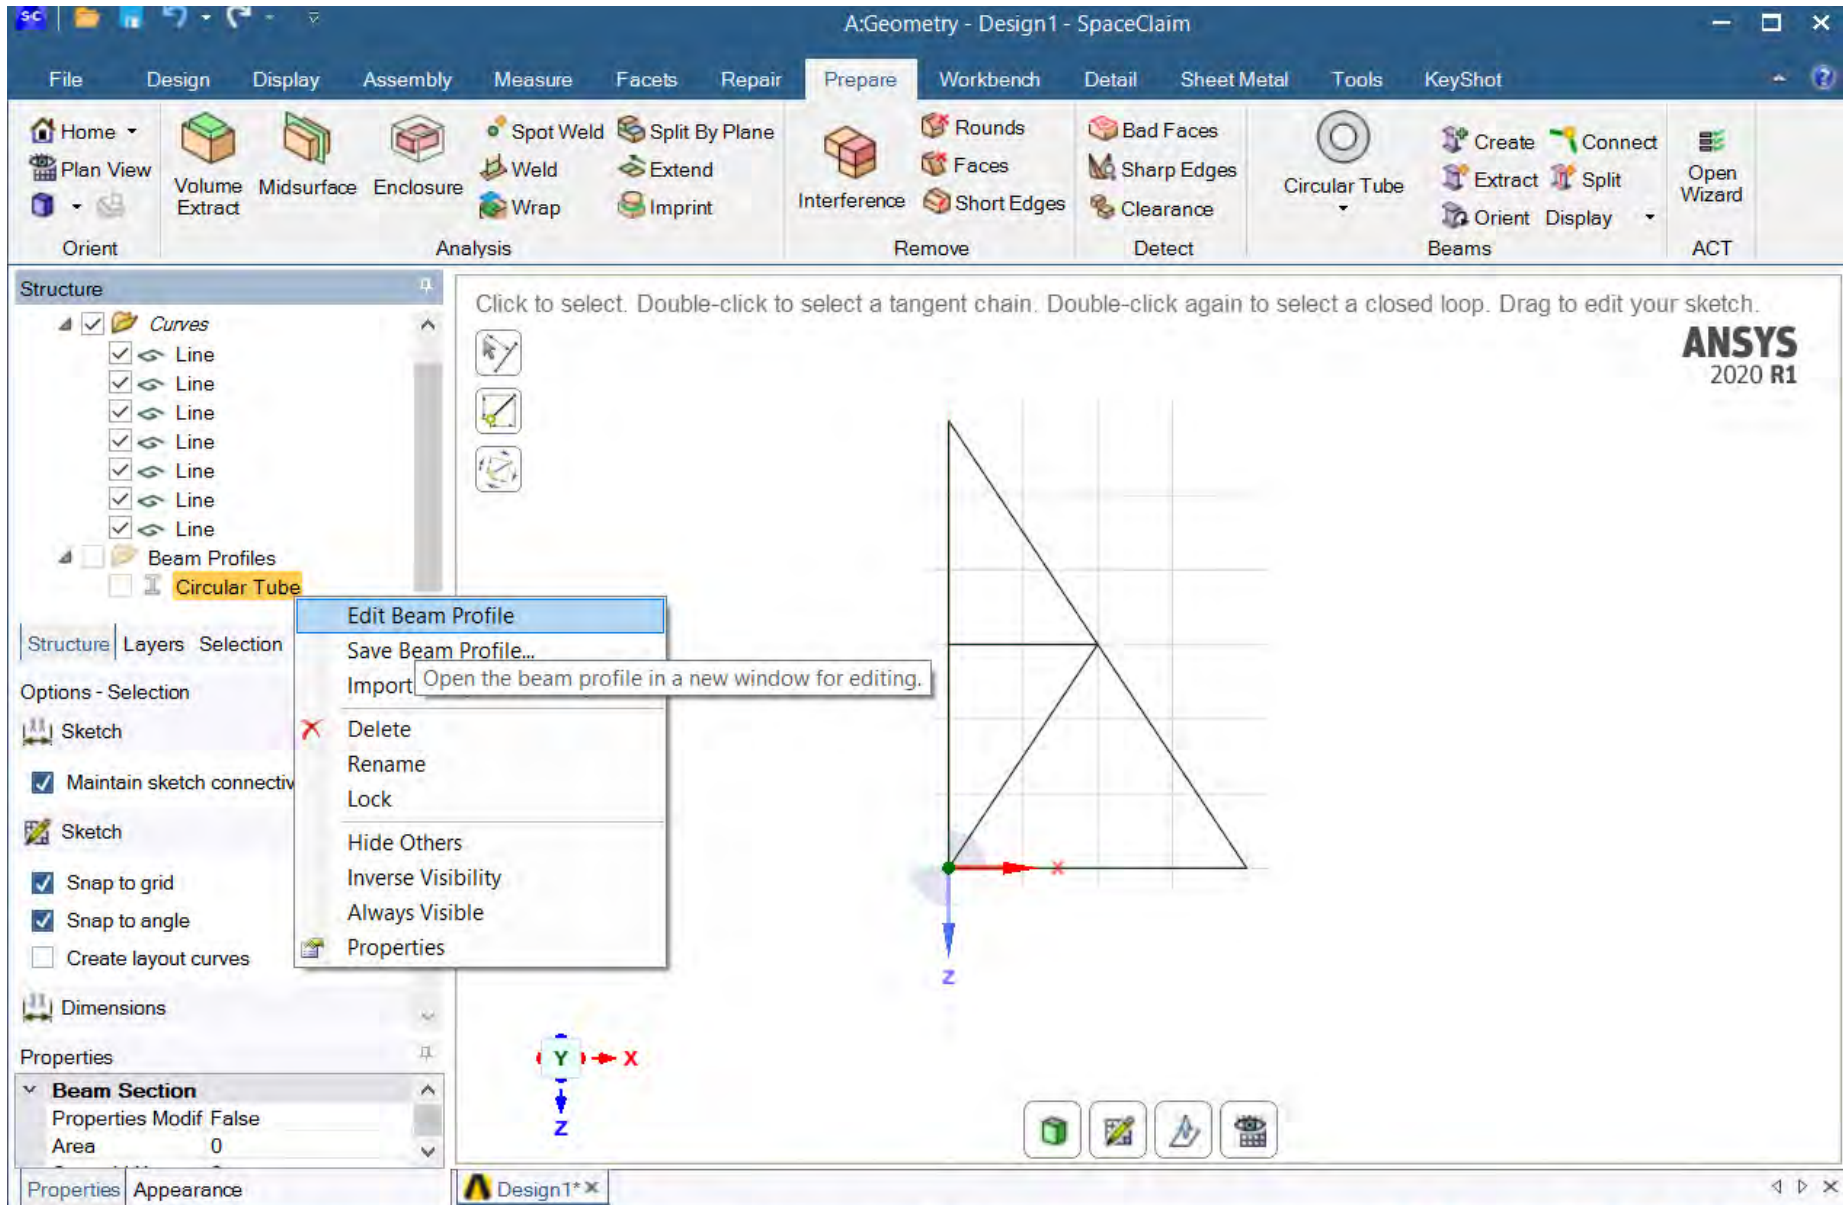 SC
A:Geometry - Design1 - SpaceClaim
File Design Display Assembly Measure Facets Repair Prepare Workbench Detail Sheet Metal Tools KeyShot
Home
Plan View
Orient
Volume Extract
Midsurface
Enclosure
Spot Weld
Weld
Wrap
Split By Plane
Extend
Imprint
Analysis
Interference
Rounds
Faces
Short Edges
Remove
Bad Faces
Sharp Edges
Clearance
Detect
Circular Tube
Create
Connect
Extract
Split
Orient
Display
Beams
Open Wizard
ACT
Structure
Curves
Line
Line
Line
Line
Line
Line
Line
Beam Profiles
Circular Tube
Structure Layers Selection
Options - Selection
Sketch
Maintain sketch connectiv
Sketch
Snap to grid
Snap to angle
Create layout curves
Dimensions
Properties
Beam Section
Properties Modif False
Area 0
Properties Appearance
Edit Beam Profile
Save Beam Profile...
Import
Open the beam profile in a new window for editing.
Delete
Rename
Lock
Hide Others
Inverse Visibility
Always Visible
Properties
Click to select. Double-click to select a tangent chain. Double-click again to select a closed loop. Drag to edit your sketch.
ANSYS
2020 R1
X
Z
Y X
Z
Design1*